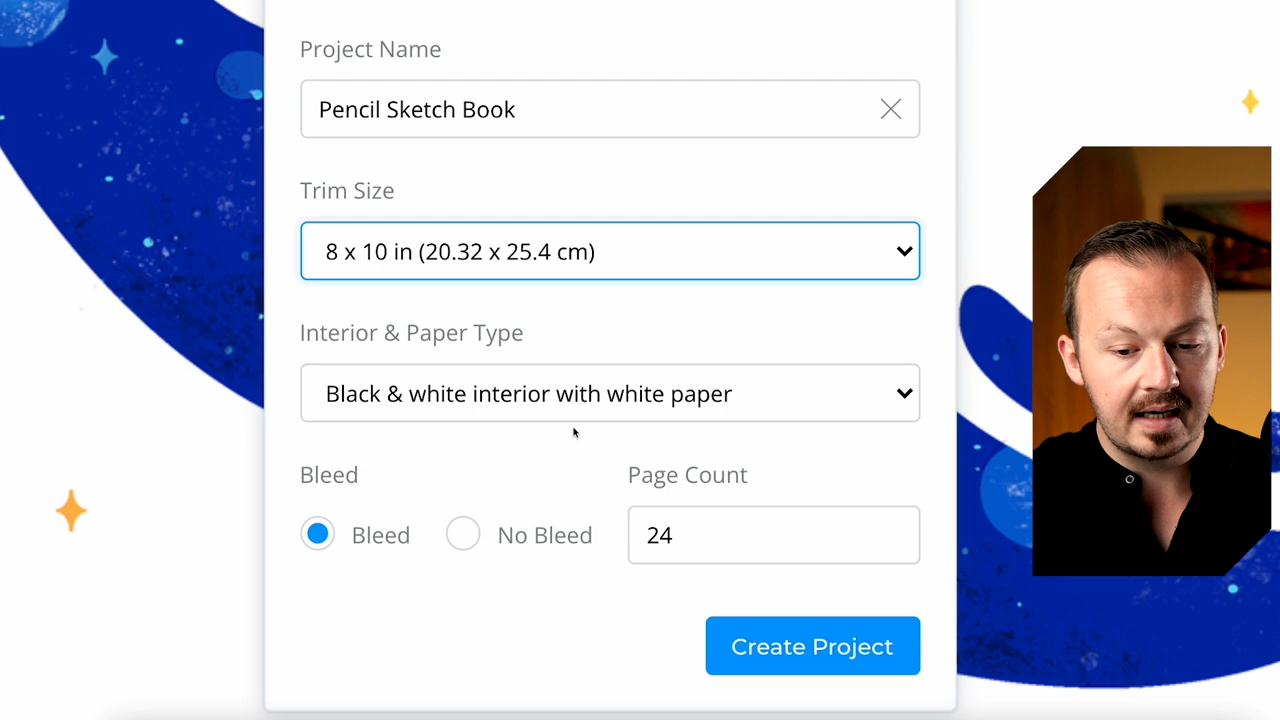 Project Name
Pencil Sketch Book
Trim Size
8 x 10 in (20.32 x 25.4 cm)
Interior & Paper Type
Black & white interior with white paper
Bleed
Page Count
Bleed
No Bleed
24
Create Project